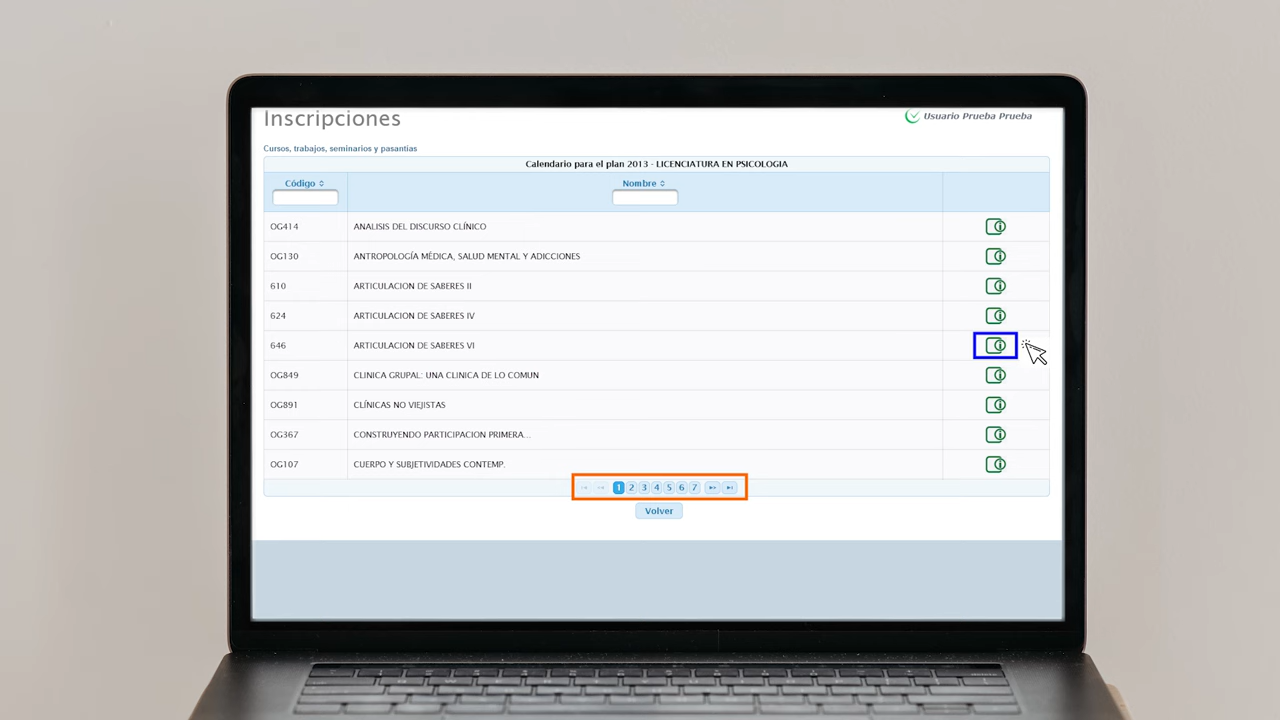 Inscripciones
Usuario Prueba Prueba
Cursos, trabajos, seminarios y pasantías
Calendario para el plan 2013 - LICENCIATURA EN PSICOLOGIA
Código Nombre
OG414 ANALISIS DEL DISCURSO CLÍNICO
OG130 ANTROPOLOGÍA MÉDICA, SALUD MENTAL Y ADICCIONES
610 ARTICULACION DE SABERES II
624 ARTICULACION DE SABERES IV
646 ARTICULACION DE SABERES VI
OG849 CLINICA GRUPAL: UNA CLINICA DE LO COMUN
OG891 CLÍNICAS NO VIEJISTAS
OG367 CONSTRUYENDO PARTICIPACION PRIMERA...
OG107 CUERPO Y SUBJETIVIDADES CONTEMP.
1 2 3 4 5 6 7
Volver